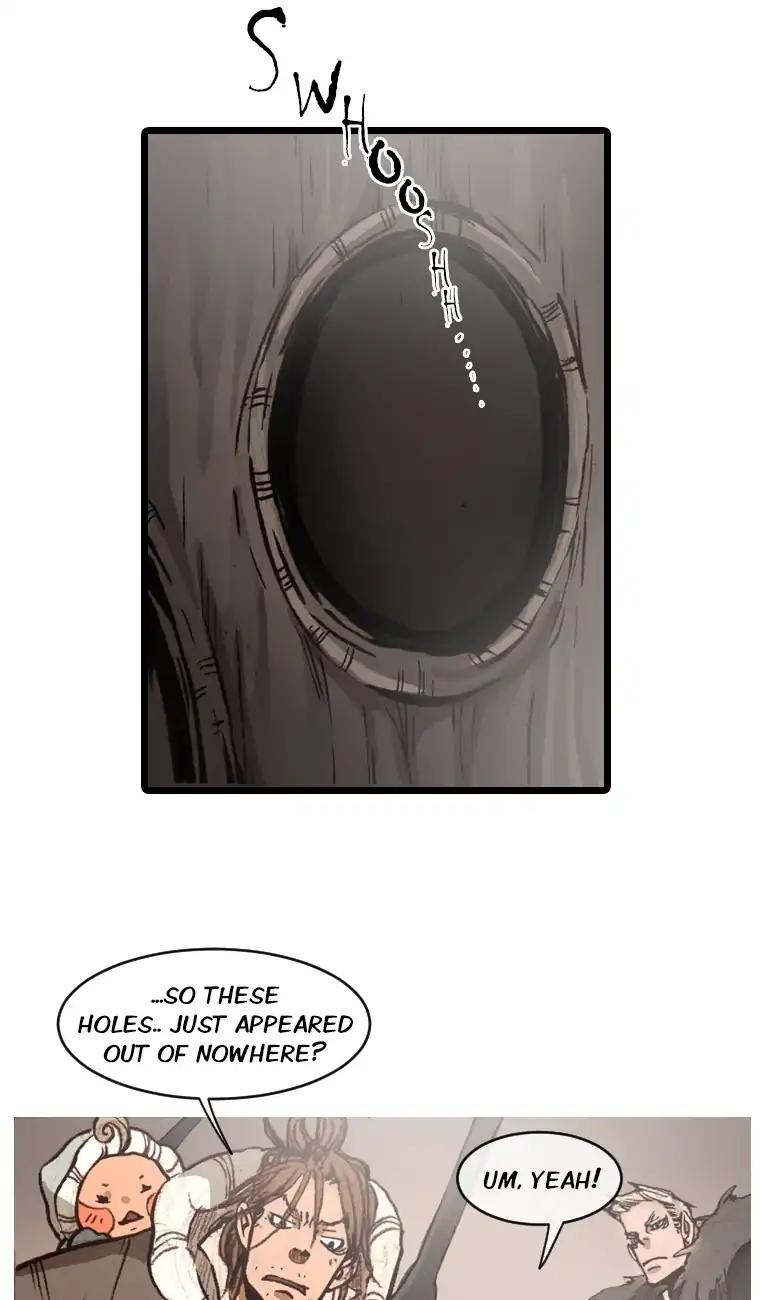 SWHOOSHH......
...SO THESE
HOLES.. JUST APPEARED
OUT OF NOWHERE?
UM, YEAH!